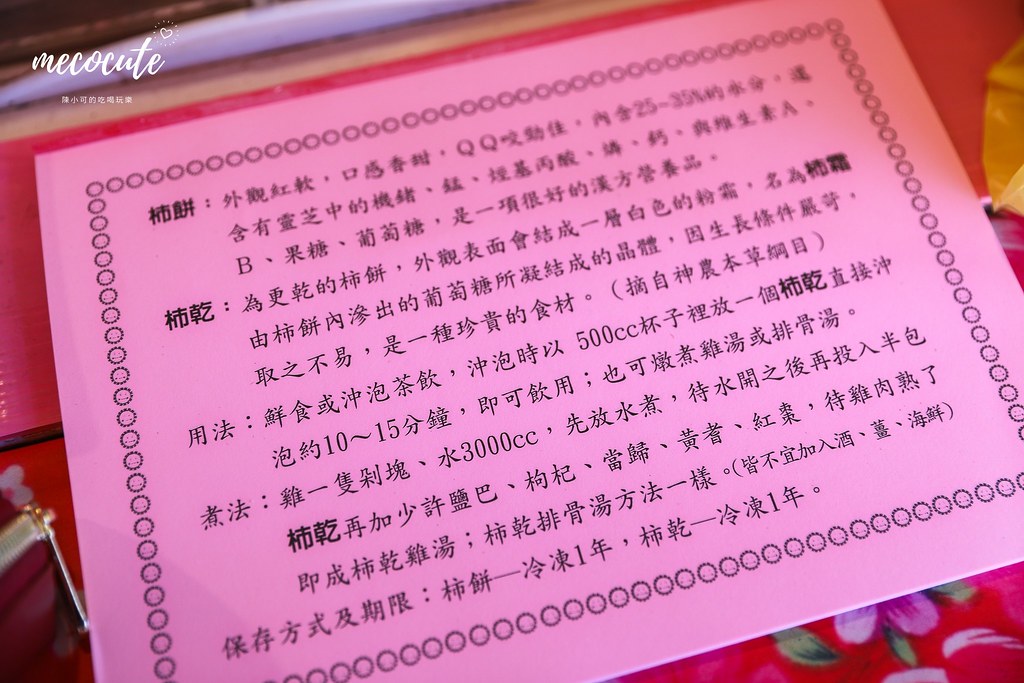 mecocute
陳小可的吃喝玩樂
柿餅：外觀紅軟，口感香甜，ＱＱ咬勁佳，內含25~35%的水分，還
含有靈芝中的機鍺、錳、烴基丙酸、磷、鈣、與維生素Ａ、
Ｂ、果糖、葡萄糖，是一項很好的漢方營養品。
柿乾：為更乾的柿餅，外觀表面會結成一層白色的粉霜，名為柿霜
由柿餅內滲出的葡萄糖所凝結成的晶體，因生長條件嚴苛，
取之不易，是一種珍貴的食材。（摘自神農本草綱目）
用法：鮮食或沖泡茶飲，沖泡時以 500cc杯子裡放一個柿乾直接沖
泡約10～15分鐘，即可飲用；也可燉煮雞湯或排骨湯。
煮法：雞一隻剁塊、水3000cc，先放水煮，待水開之後再投入半包
柿乾再加少許鹽巴、枸杞、當歸、黃耆、紅棗，待雞肉熟了
即成柿乾雞湯；柿乾排骨湯方法一樣。(皆不宜加入酒、薑、海鮮)
保存方式及期限：柿餅—冷凍1年，柿乾—冷凍1年。